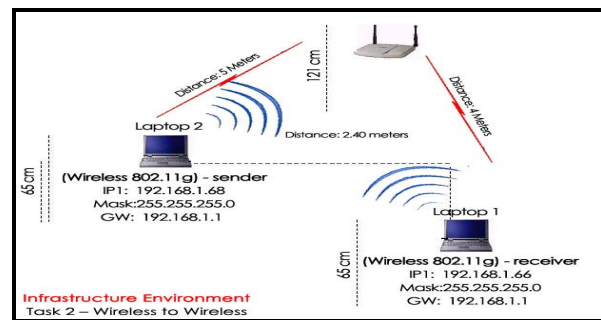 Distance: 5 Meters
121 cm
Distance: 4 Meters
Laptop 2
Distance: 2.40 meters
65 cm
(Wireless 802.11g) - sender
IP1: 192.168.1.68
Mask:255.255.255.0
GW: 192.168.1.1
Laptop 1
65 cm
(Wireless 802.11g) - receiver
IP1: 192.168.1.66
Mask:255.255.255.0
GW: 192.168.1.1
Infrastructure Environment
Task 2 – Wireless to Wireless